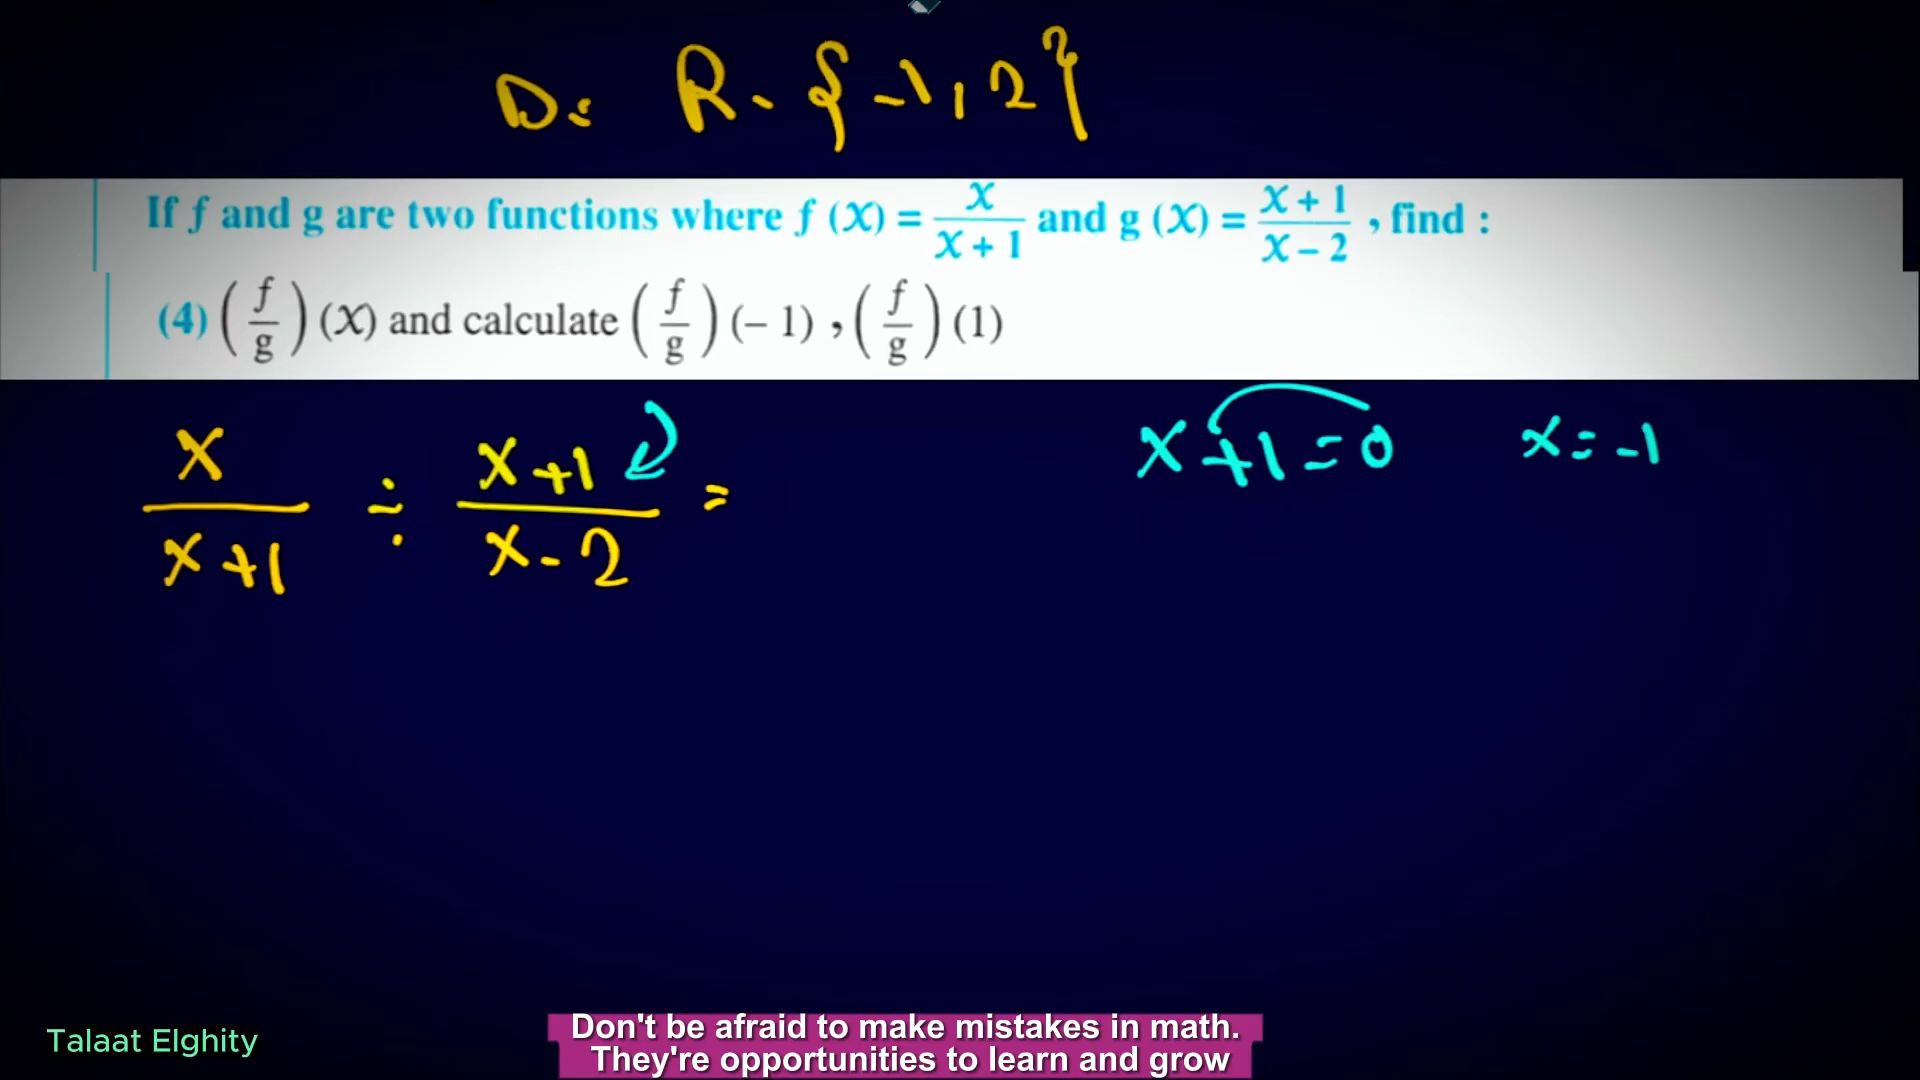 D = R - {-1, 2}
If f and g are two functions where f (X) = X / X + 1 and g (X) = X + 1 / X – 2 , find :
(4) (f / g) (X) and calculate (f / g) (– 1) , (f / g) (1)
x / x+1 ÷ x+1 / x-2 =
x+1=0 x=-1
Talaat Elghity
Don't be afraid to make mistakes in math.
They're opportunities to learn and grow